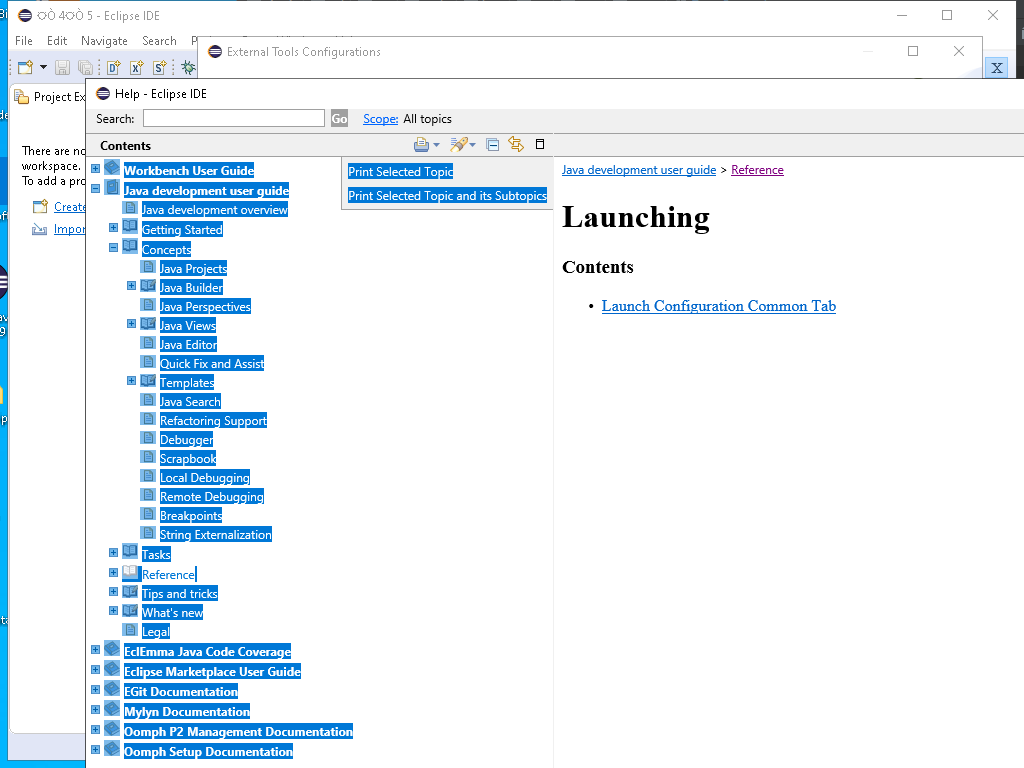 Eclipse IDE
File Edit Navigate Search
External Tools Configurations
Project Ex
There are no
workspace.
To add a pro
Create
Impor
Help - Eclipse IDE
Search: Go Scope: All topics
Contents
Print Selected Topic
Print Selected Topic and its Subtopics
Workbench User Guide
Java development user guide
Java development overview
Getting Started
Concepts
Java Projects
Java Builder
Java Perspectives
Java Views
Java Editor
Quick Fix and Assist
Templates
Java Search
Refactoring Support
Debugger
Scrapbook
Local Debugging
Remote Debugging
Breakpoints
String Externalization
Tasks
Reference
Tips and tricks
What's new
Legal
EclEmma Java Code Coverage
Eclipse Marketplace User Guide
EGit Documentation
Mylyn Documentation
Oomph P2 Management Documentation
Oomph Setup Documentation
Java development user guide > Reference
Launching
Contents
• Launch Configuration Common Tab